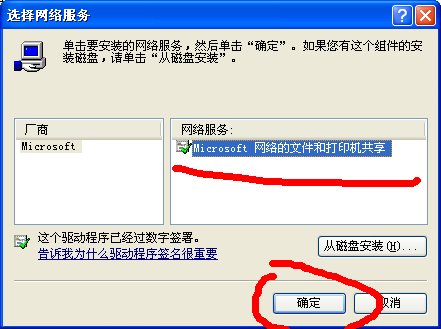 选择网络服务
单击要安装的网络服务，然后单击“确定”。如果您有这个组件的安
装磁盘，请单击“从磁盘安装”。
厂商
Microsoft
网络服务:
Microsoft 网络的文件和打印机共享
这个驱动程序已经过数字签署。
告诉我为什么驱动程序签名很重要
从磁盘安装(H)...
确定
取消